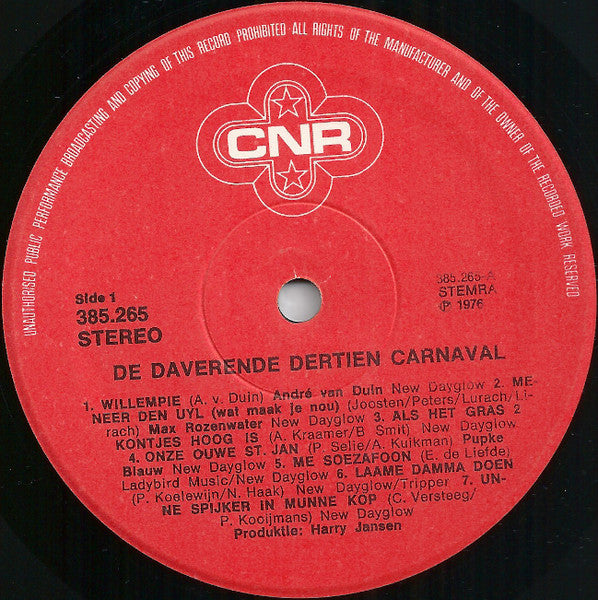 UNAUTHORISED PUBLIC PERFORMANCE BROADCASTING AND COPYING OF THIS RECORD PROHIBITED-ALL RIGHTS OF THE MANUFACTURER AND OF THE OWNER OF THE RECORDED WORK RESERVED
CNR
Side 1
385.265
STEREO
385.265-A
STEMRA
℗ 1976
DE DAVERENDE DERTIEN CARNAVAL
1. WILLEMPIE (A. v. Duin) André van Duin New Dayglow 2. ME-
NEER DEN UYL (wat maak je nou) (Joosten/Peters/Lurach/Li-
rach) Max Rozenwater New Dayglow 3. ALS HET GRAS 2
KONTJES HOOG IS (A. Kraamer/B Smit) New Dayglow
4. ONZE OUWE ST. JAN (P. Selie/A. Kuikman) Pupke
Blauw New Dayglow 5. ME SOEZAFOON (E. de Liefde)
Ladybird Music/New Dayglow 6. LAAME DAMMA DOEN
(P. Koelewijn/N. Haak) New Dayglow/Tripper 7. UN-
NE SPIJKER IN MUNNE KOP (C. Versteeg/
P. Kooijmans) New Dayglow
Produktie: Harry Jansen